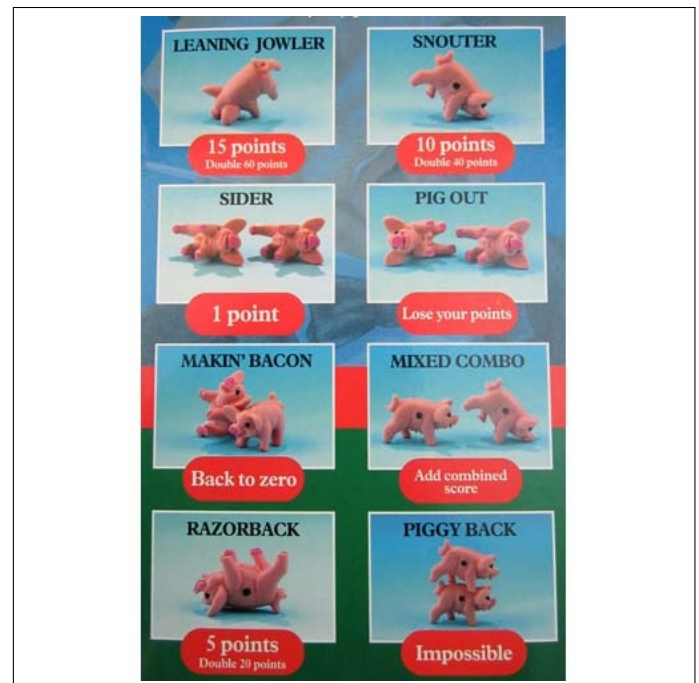 LEANING JOWLER
15 points
Double 60 points
SNOUTER
10 points
Double 40 points
SIDER
1 point
PIG OUT
Lose your points
MAKIN' BACON
Back to zero
MIXED COMBO
Add combined
score
RAZORBACK
5 points
Double 20 points
PIGGY BACK
Impossible